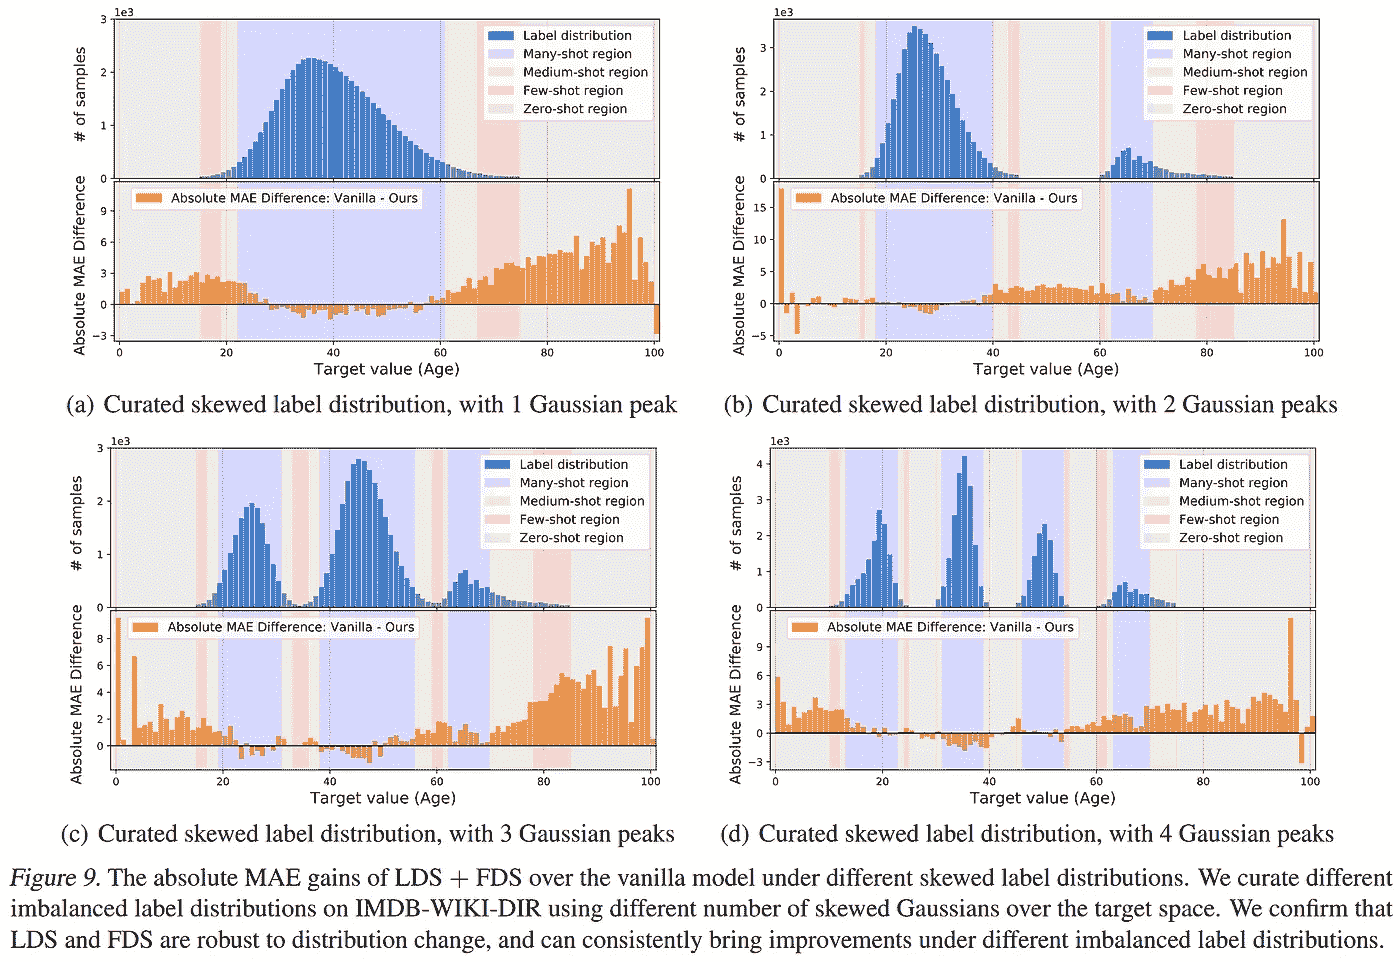 1e3
3
2
1
0
# of samples
Label distribution
Many-shot region
Medium-shot region
Few-shot region
Zero-shot region
9
6
3
0
−3
Absolute MAE Difference
Absolute MAE Difference: Vanilla - Ours
0 20 40 60 80 100
Target value (Age)
(a) Curated skewed label distribution, with 1 Gaussian peak
1e3
3
2
1
0
# of samples
Label distribution
Many-shot region
Medium-shot region
Few-shot region
Zero-shot region
15
10
5
0
−5
Absolute MAE Difference
Absolute MAE Difference: Vanilla - Ours
0 20 40 60 80 100
Target value (Age)
(b) Curated skewed label distribution, with 2 Gaussian peaks
1e3
3
2
1
0
# of samples
Label distribution
Many-shot region
Medium-shot region
Few-shot region
Zero-shot region
8
6
4
2
0
Absolute MAE Difference
Absolute MAE Difference: Vanilla - Ours
0 20 40 60 80 100
Target value (Age)
(c) Curated skewed label distribution, with 3 Gaussian peaks
1e3
4
3
2
1
0
# of samples
Label distribution
Many-shot region
Medium-shot region
Few-shot region
Zero-shot region
9
6
3
0
−3
Absolute MAE Difference
Absolute MAE Difference: Vanilla - Ours
0 20 40 60 80 100
Target value (Age)
(d) Curated skewed label distribution, with 4 Gaussian peaks
Figure 9. The absolute MAE gains of LDS + FDS over the vanilla model under different skewed label distributions. We curate different
imbalanced label distributions on IMDB-WIKI-DIR using different number of skewed Gaussians over the target space. We confirm that
LDS and FDS are robust to distribution change, and can consistently bring improvements under different imbalanced label distributions.